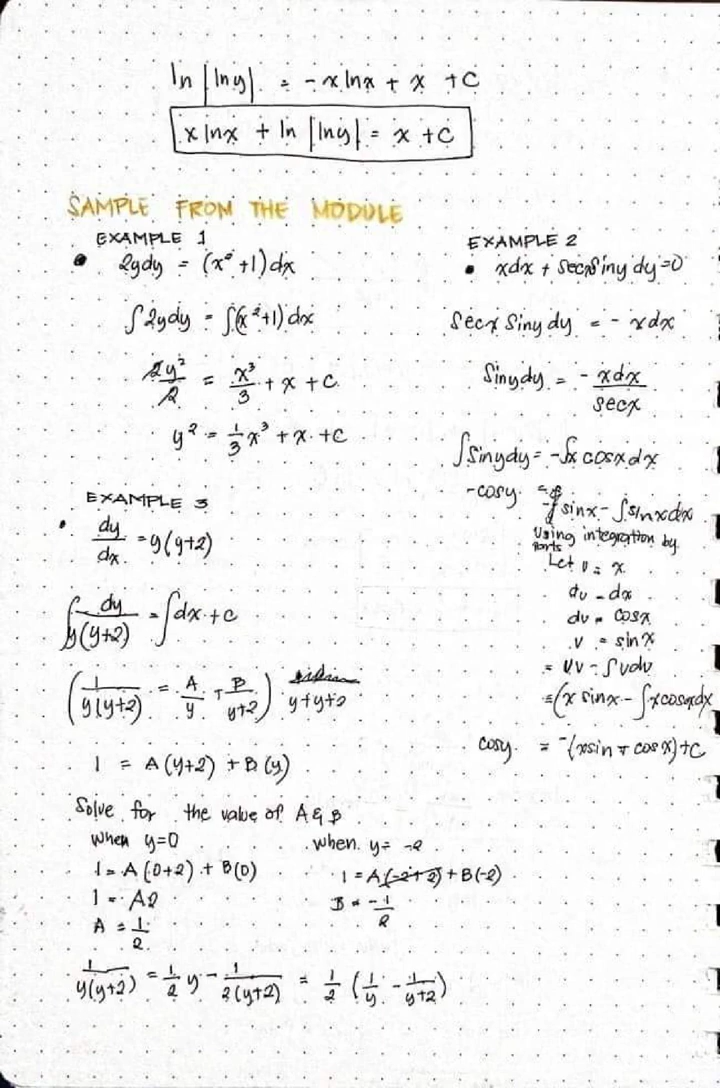 ln |lny| = -x lnx + x + C
x lnx + ln |lny| = x + C
SAMPLE FROM THE MODULE
EXAMPLE 1
• 2ydy = (x² + 1) dx
∫2ydy = ∫(x² + 1) dx
2y²/2 = x³/3 + x + C
y² = 1/3 x³ + x + C
EXAMPLE 2
• xdx + secx siny dy = 0
Secx Siny dy = - xdx
Sinydy = - xdx/secx
∫Sinydy = -∫x cosx dx
-cosy = sinx - ∫sinxdx
Using integration by
parts
Let u = x
du = dx
dv = cosx
v = sin x
= uv - ∫vdu
= (x sinx - ∫xcosxdx
cosy = -(xsin + cosx) + C
EXAMPLE 3
• dy/dx = y(y+2)
∫dy/y(y+2) = ∫dx + C
(1/y(y+2) = A/y + B/y+2) y+y+2
1 = A(y+2) + B(y)
Solve for the value of A & B
when y=0
1 = A(0+2) + B(0)
1 = A2
A = 1/2
when y = -2
1 = A(-2+2) + B(-2)
B = -1/2
1/y(y+2) = 1/2 y - 1/2(y+2) = 1/2 (1/y - 1/y+2)